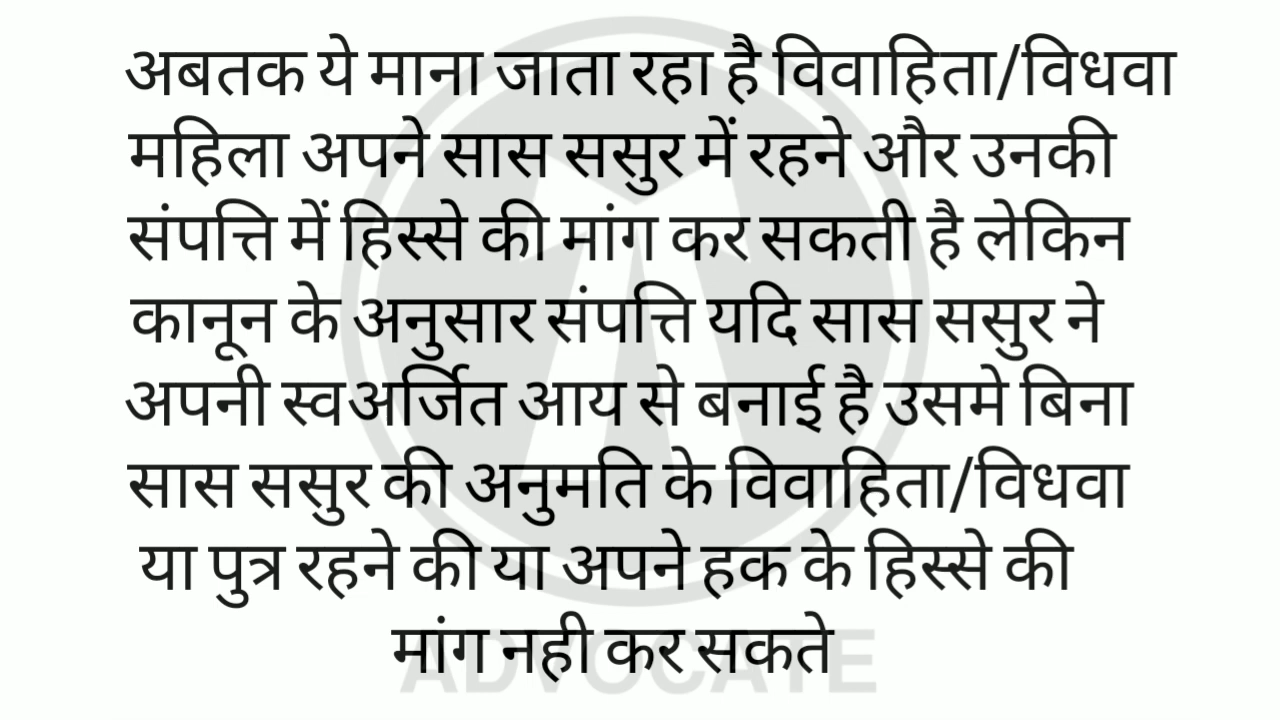 अबतक ये माना जाता रहा है विवाहिता/विधवा
महिला अपने सास ससुर में रहने और उनकी
संपत्ति में हिस्से की मांग कर सकती है लेकिन
कानून के अनुसार संपत्ति यदि सास ससुर ने
अपनी स्वअर्जित आय से बनाई है उसमे बिना
सास ससुर की अनुमति के विवाहिता/विधवा
या पुत्र रहने की या अपने हक के हिस्से की
मांग नही कर सकते
ADVOCATE